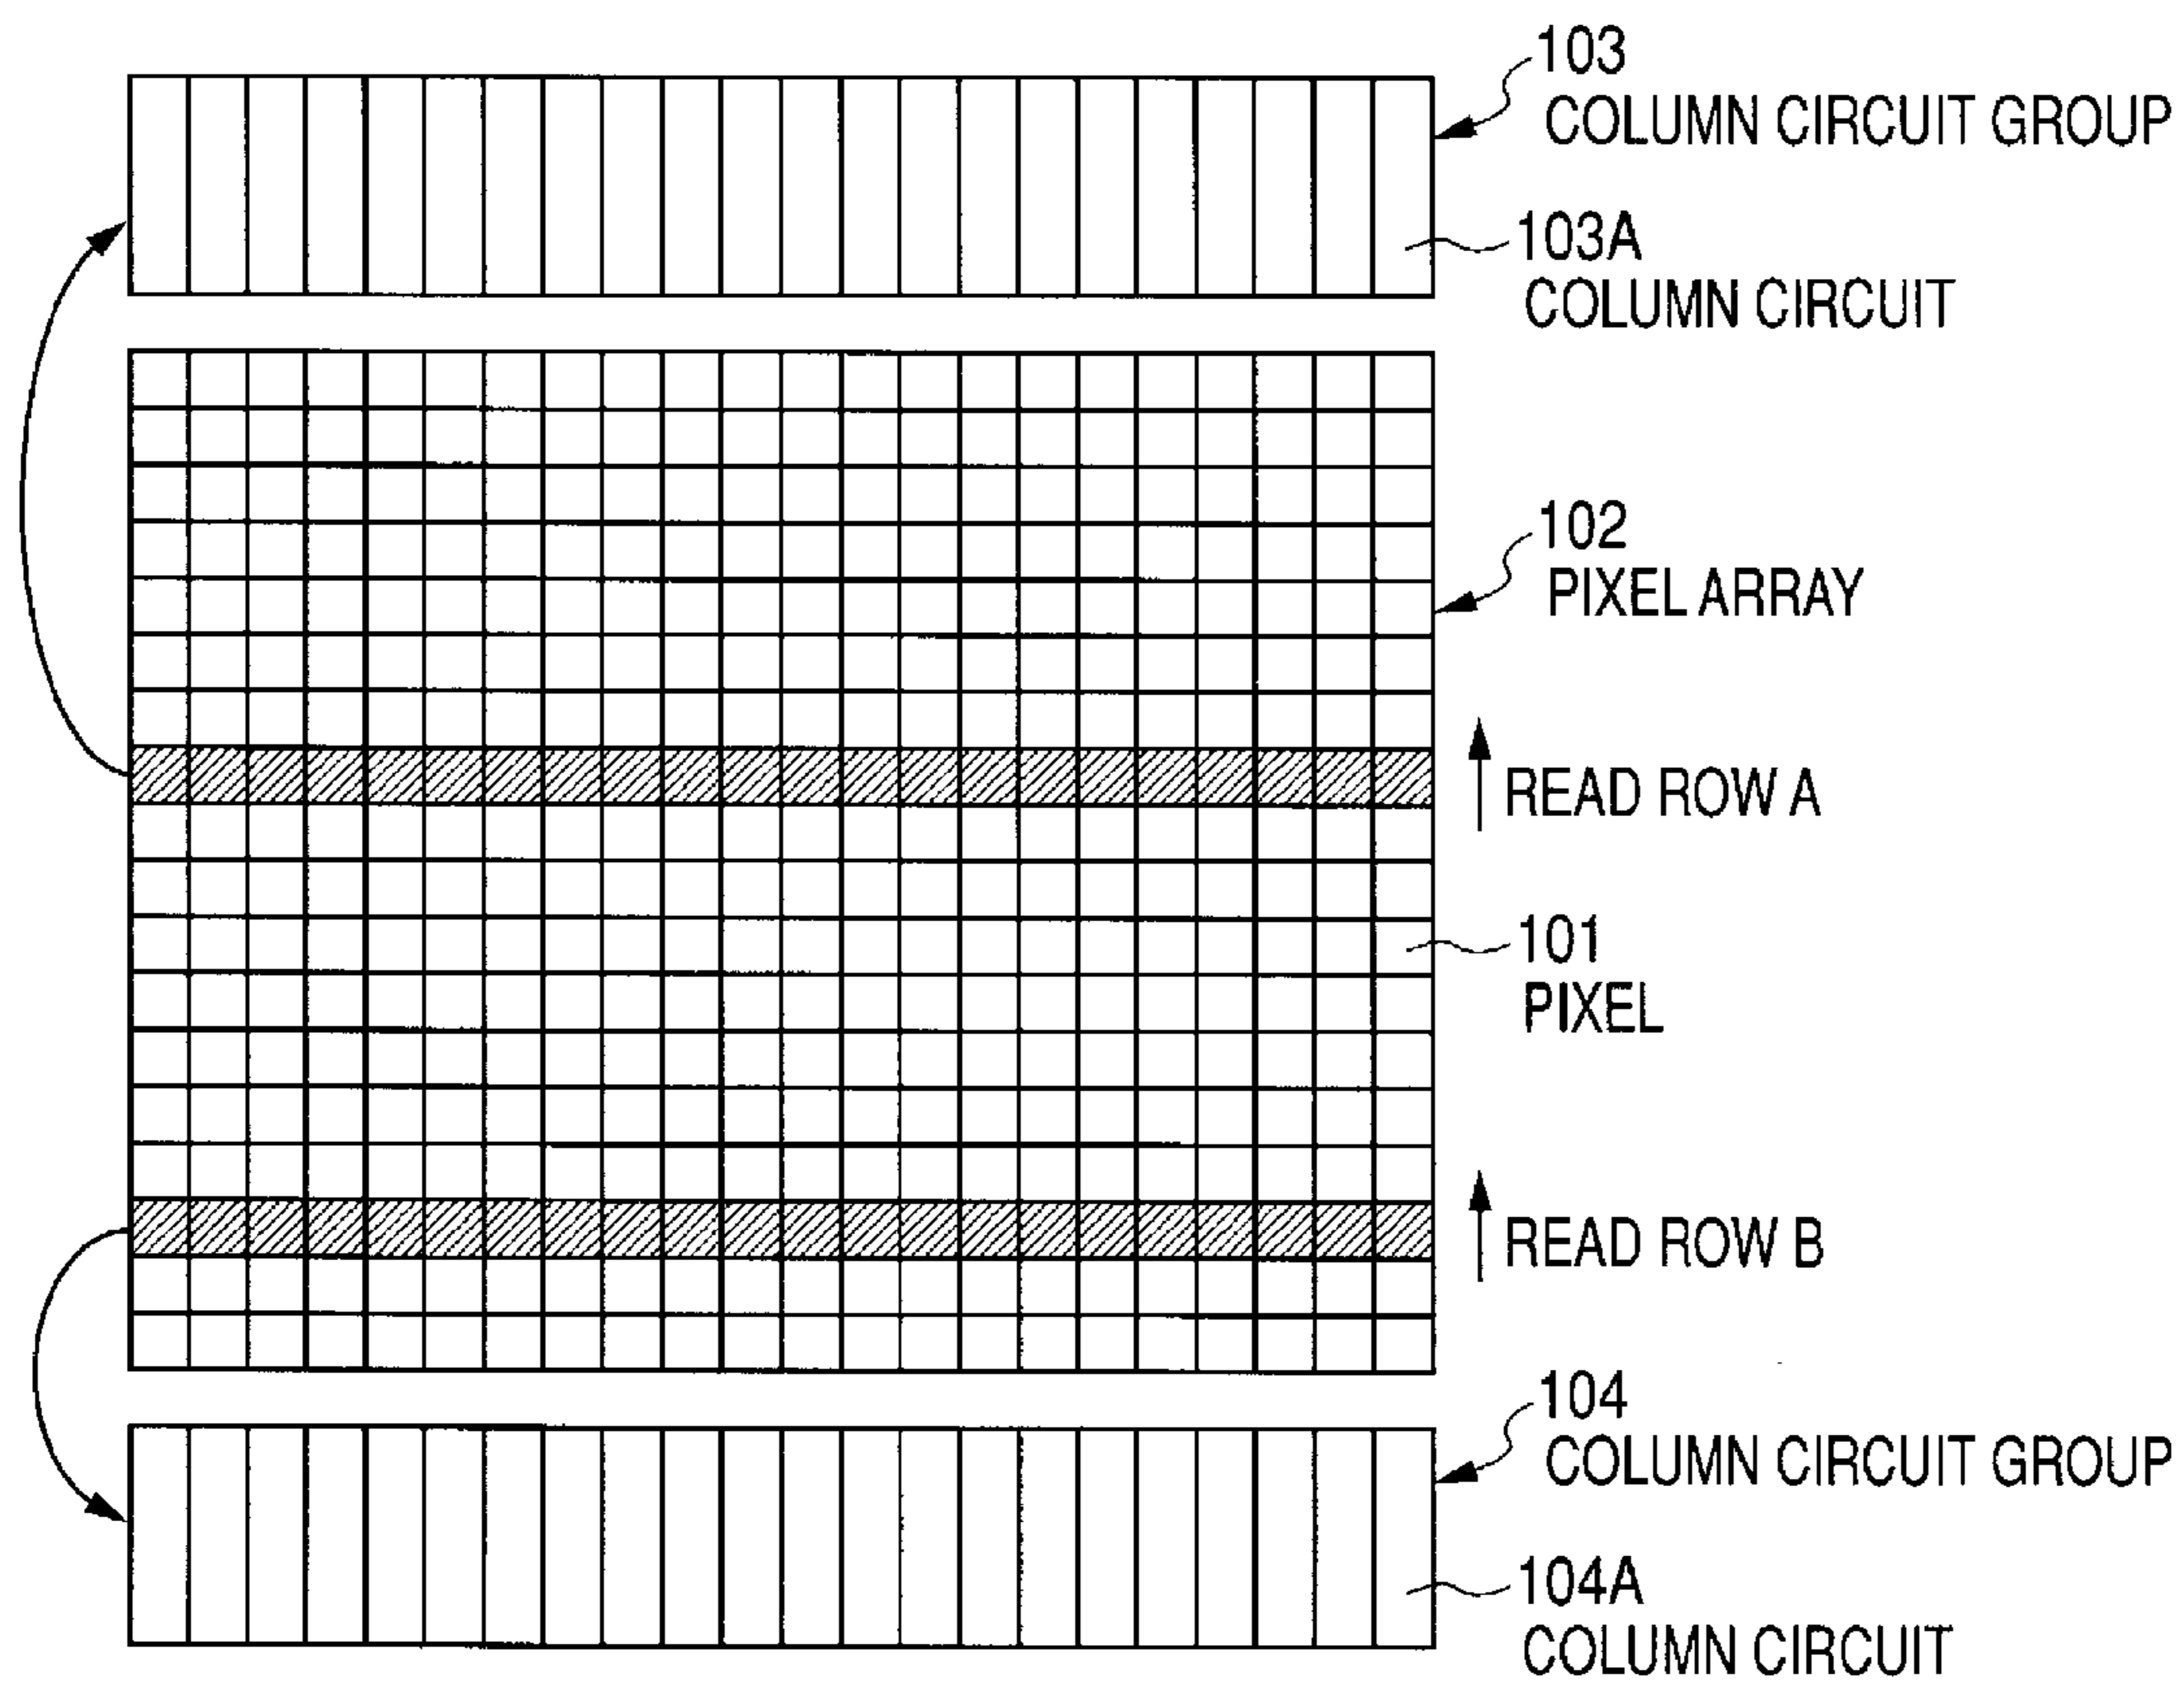 103
COLUMN CIRCUIT GROUP
103A
COLUMN CIRCUIT
102
PIXEL ARRAY
READ ROW A
101
PIXEL
READ ROW B
104
COLUMN CIRCUIT GROUP
104A
COLUMN CIRCUIT